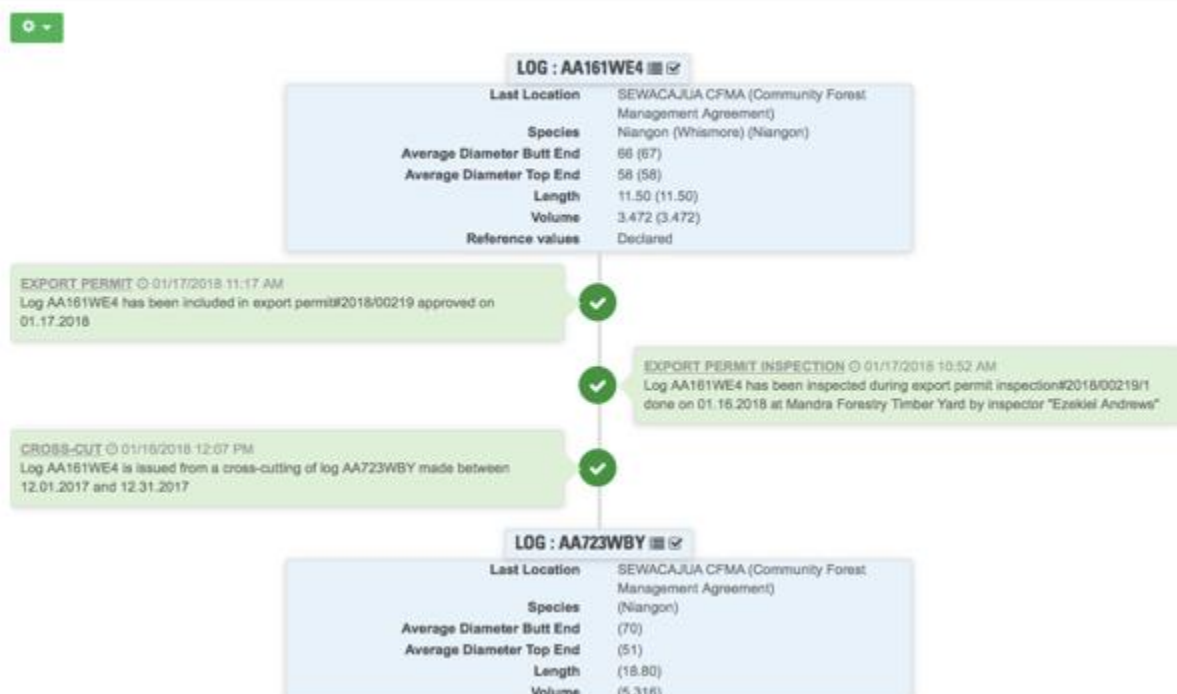 LOG : AA161WE4
Last Location SEWACAJUA CFMA (Community Forest
Management Agreement)
Species Niangon (Whismore) (Niangon)
Average Diameter Butt End 66 (67)
Average Diameter Top End 58 (58)
Length 11.50 (11.50)
Volume 3.472 (3.472)
Reference values Declared
EXPORT PERMIT 01/17/2018 11:17 AM
Log AA161WE4 has been included in export permit#2018/00219 approved on
01.17.2018
EXPORT PERMIT INSPECTION 01/17/2018 10:52 AM
Log AA161WE4 has been inspected during export permit inspection#2018/00219/1
done on 01.16.2018 at Mandra Forestry Timber Yard by inspector "Ezekiel Andrews"
CROSS-CUT 01/16/2018 12:07 PM
Log AA161WE4 is issued from a cross-cutting of log AA723WBY made between
12.01.2017 and 12.31.2017
LOG : AA723WBY
Last Location SEWACAJUA CFMA (Community Forest
Management Agreement)
Species (Niangon)
Average Diameter Butt End (70)
Average Diameter Top End (51)
Length (18.80)
Volume (5.316)